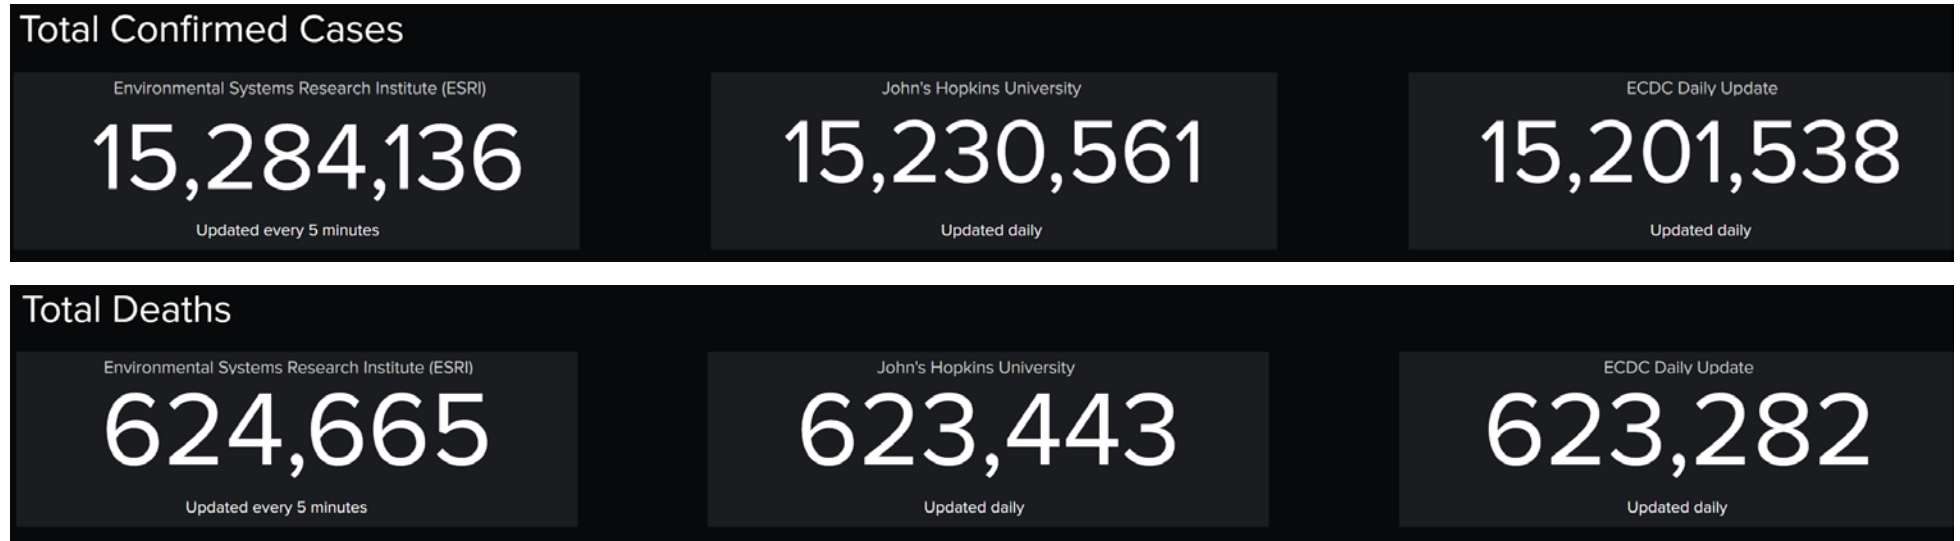 Total Confirmed Cases
Environmental Systems Research Institute (ESRI)
15,284,136
Updated every 5 minutes
John's Hopkins University
15,230,561
Updated daily
ECDC Daily Update
15,201,538
Updated daily
Total Deaths
Environmental Systems Research Institute (ESRI)
624,665
Updated every 5 minutes
John's Hopkins University
623,443
Updated daily
ECDC Daily Update
623,282
Updated daily